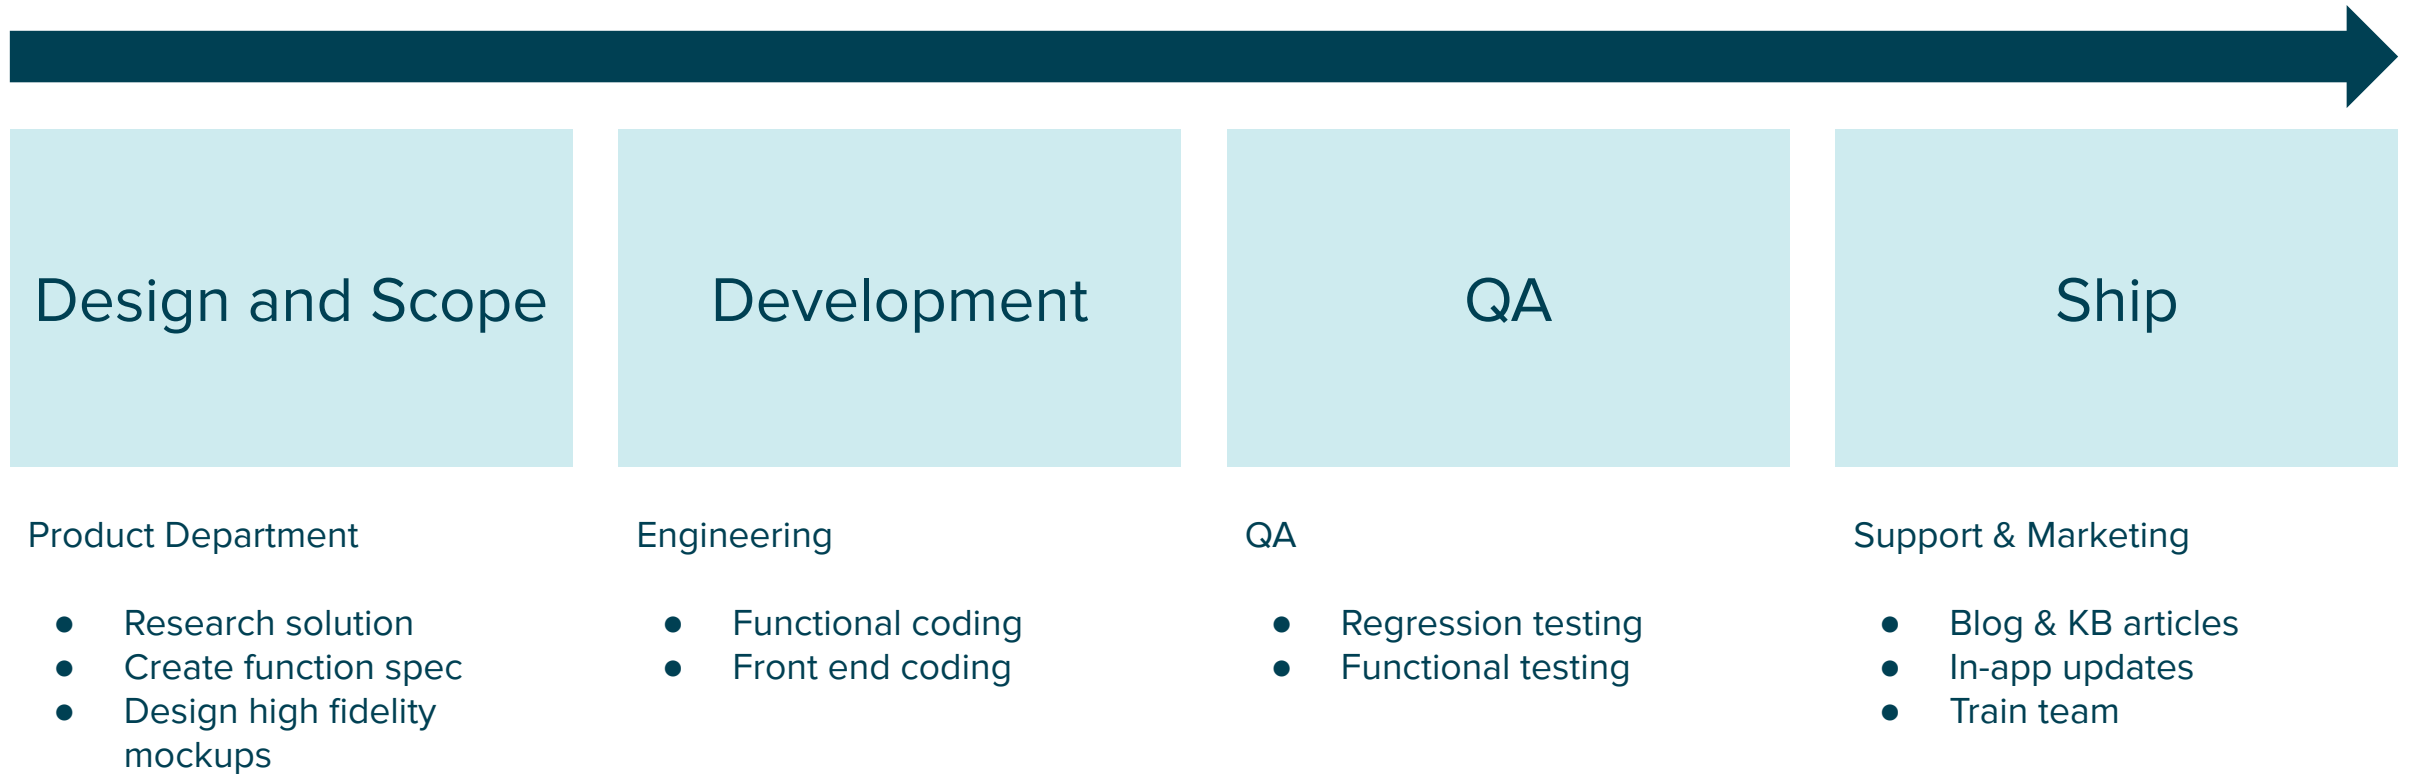 Design and Scope
Development
QA
Ship
Product Department
● Research solution
● Create function spec
● Design high fidelity
mockups
Engineering
● Functional coding
● Front end coding
QA
● Regression testing
● Functional testing
Support & Marketing
● Blog & KB articles
● In-app updates
● Train team